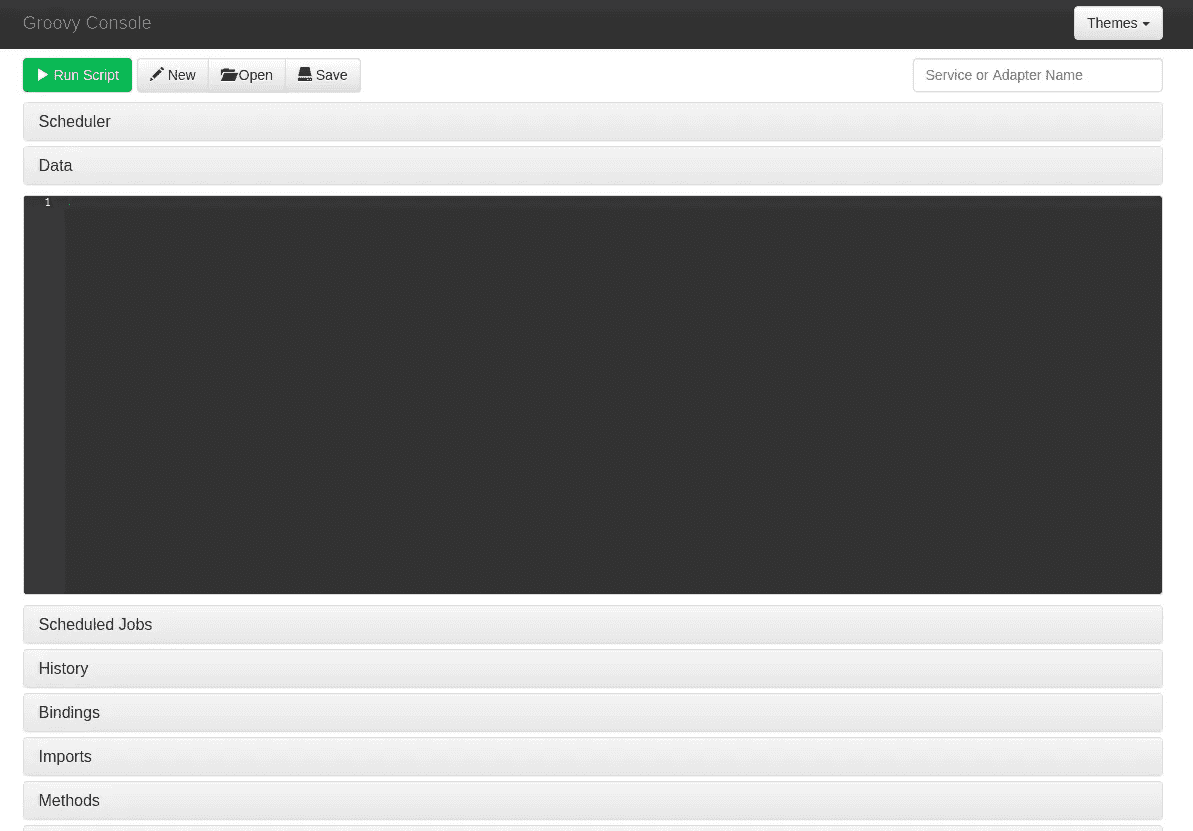 Groovy Console
Themes
Run Script New Open Save Service or Adapter Name
Scheduler
Data
1
Scheduled Jobs
History
Bindings
Imports
Methods